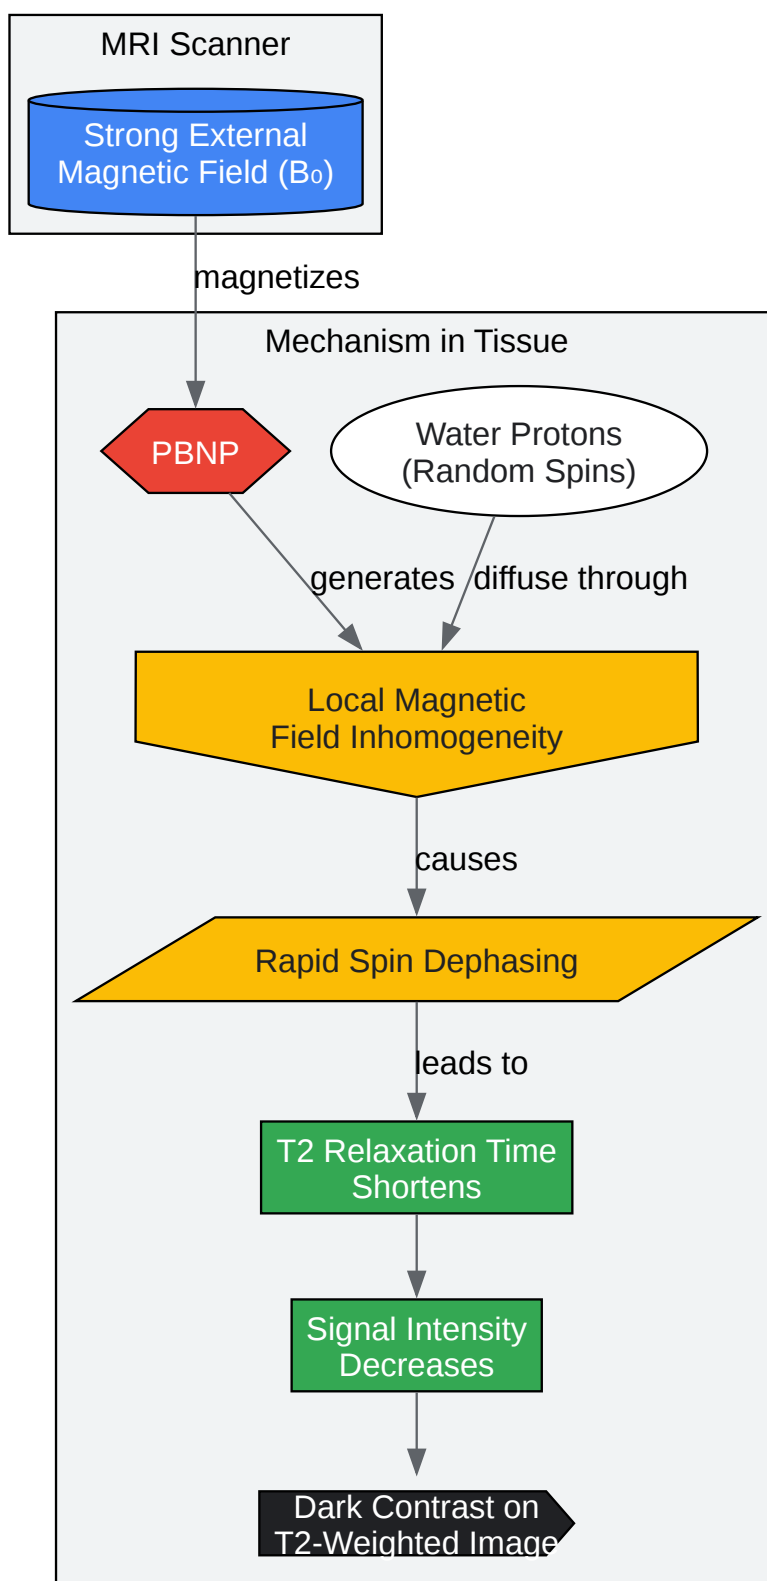 MRI Scanner
Strong External
Magnetic Field (B₀)
magnetizes
Mechanism in Tissue
PBNP
Water Protons
(Random Spins)
generates
diffuse through
Local Magnetic
Field Inhomogeneity
causes
Rapid Spin Dephasing
leads to
T2 Relaxation Time
Shortens
Signal Intensity
Decreases
Dark Contrast on
T2-Weighted Image